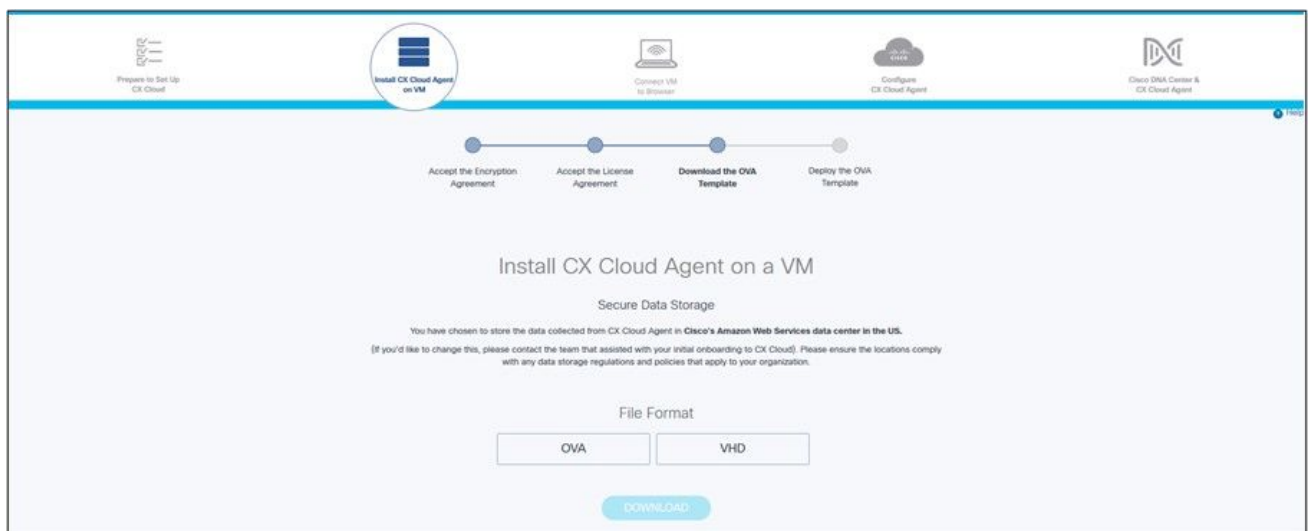 Prepare to Set Up
CX Cloud
Install CX Cloud Agent
on VM
Connect VM
to Browser
CISCO
Configure
CX Cloud Agent
Cisco DNA Center &
CX Cloud Agent
Help
Accept the Encryption
Agreement
Accept the License
Agreement
Download the OVA
Template
Deploy the OVA
Template
Install CX Cloud Agent on a VM
Secure Data Storage
You have chosen to store the data collected from CX Cloud Agent in Cisco's Amazon Web Services data center in the US.
(If you'd like to change this, please contact the team that assisted with your initial onboarding to CX Cloud). Please ensure the locations comply
with any data storage regulations and policies that apply to your organization.
File Format
OVA
VHD
DOWNLOAD